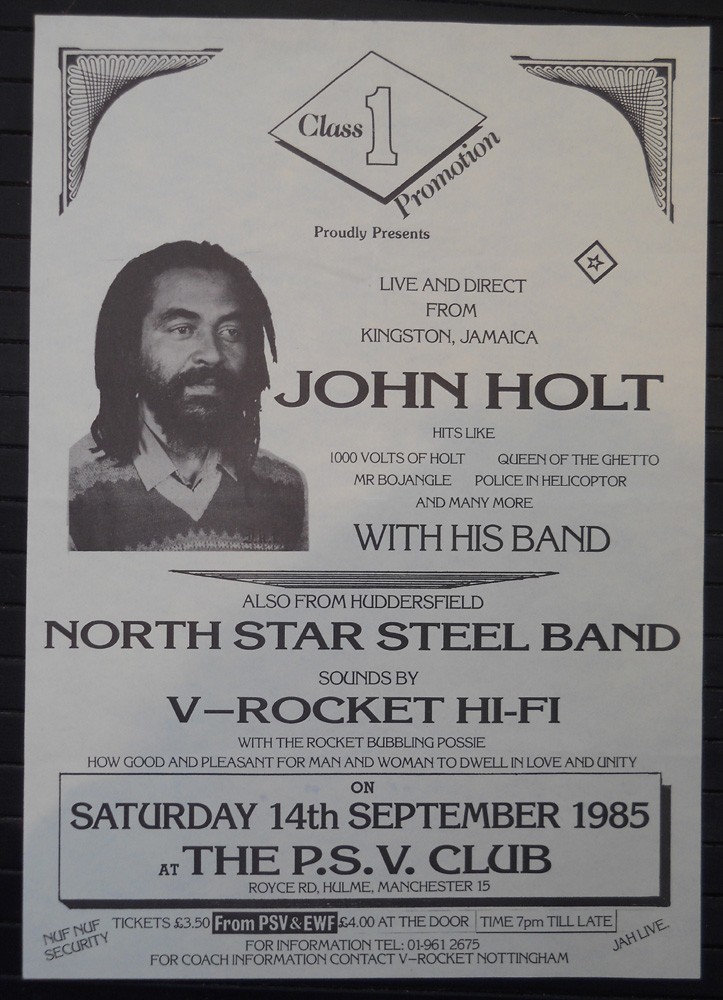 Class 1
Promotion
Proudly Presents
LIVE AND DIRECT
FROM
KINGSTON, JAMAICA
JOHN HOLT
HITS LIKE
1000 VOLTS OF HOLT QUEEN OF THE GHETTO
MR BOJANGLE POLICE IN HELICOPTOR
AND MANY MORE
WITH HIS BAND
ALSO FROM HUDDERSFIELD
NORTH STAR STEEL BAND
SOUNDS BY
V-ROCKET HI-FI
WITH THE ROCKET BUBBLING POSSIE
HOW GOOD AND PLEASANT FOR MAN AND WOMAN TO DWELL IN LOVE AND UNITY
ON
SATURDAY 14th SEPTEMBER 1985
AT THE P.S.V. CLUB
ROYCE RD, HULME, MANCHESTER 15
NUF NUF
SECURITY
TICKETS £3.50 From PSV & EWF £4.00 AT THE DOOR TIME 7pm TILL LATE
JAH LIVE.
FOR INFORMATION TEL: 01-961 2675
FOR COACH INFORMATION CONTACT V-ROCKET NOTTINGHAM